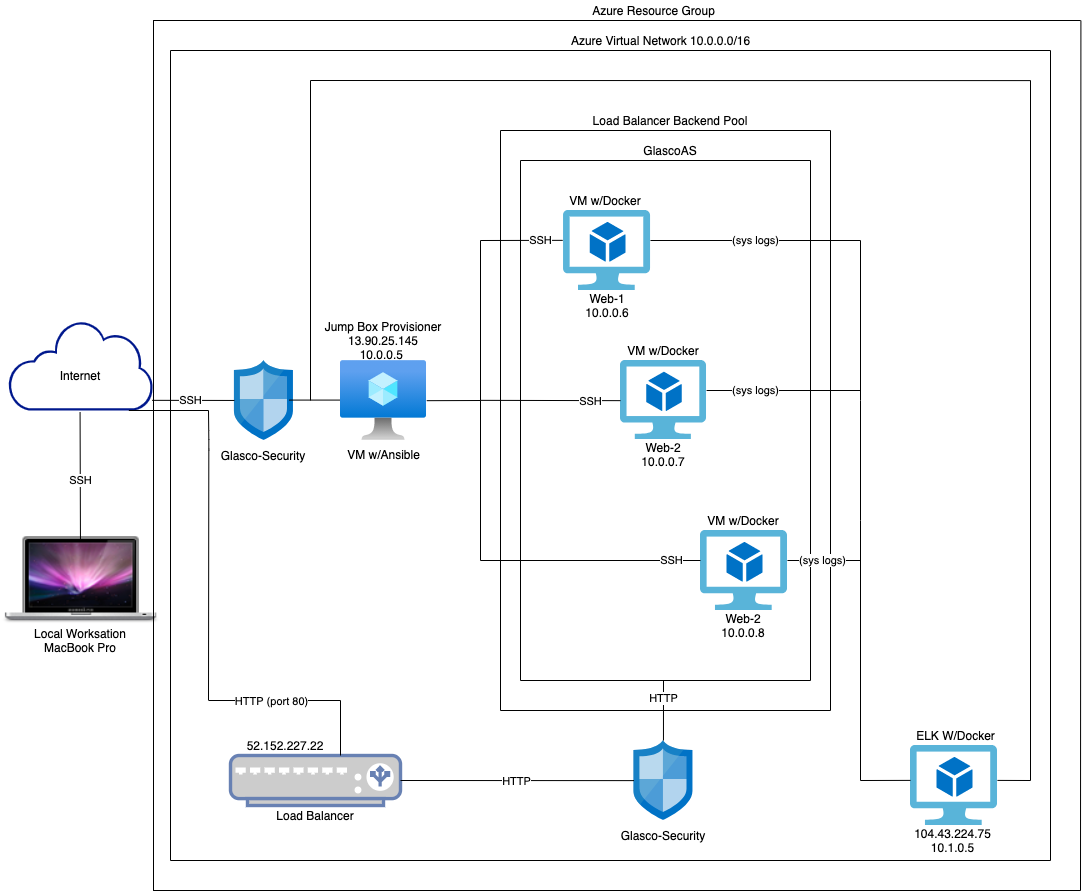 Azure Resource Group
Azure Virtual Network 10.0.0.0/16
Load Balancer Backend Pool
GlascoAS
VM w/Docker
SSH
(sys logs)
Web-1
10.0.0.6
Internet
SSH
Glasco-Security
Jump Box Provisioner
13.90.25.145
10.0.0.5
VM w/Ansible
VM w/Docker
SSH
(sys logs)
Web-2
10.0.0.7
SSH
Local Worksation
MacBook Pro
VM w/Docker
SSH
(sys logs)
Web-2
10.0.0.8
HTTP
HTTP (port 80)
52.152.227.22
Load Balancer
HTTP
Glasco-Security
ELK W/Docker
104.43.224.75
10.1.0.5